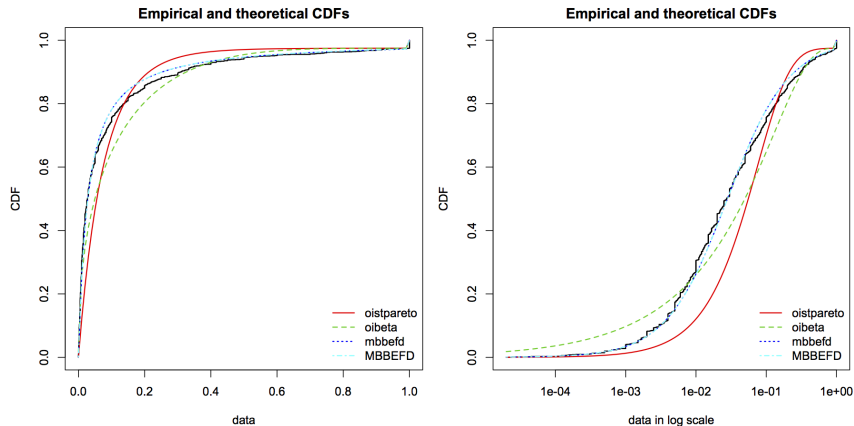 Empirical and theoretical CDFs
CDF
1.0
0.8
0.6
0.4
0.2
0.0
oistpareto
oibeta
mbbefd
MBBEFD
0.0 0.2 0.4 0.6 0.8 1.0
data
Empirical and theoretical CDFs
CDF
1.0
0.8
0.6
0.4
0.2
0.0
oistpareto
oibeta
mbbefd
MBBEFD
1e-04 1e-03 1e-02 1e-01 1e+00
data in log scale